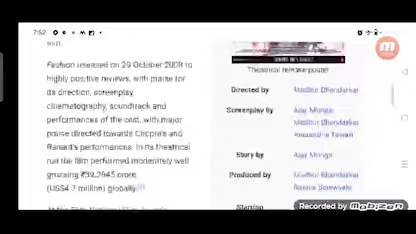 7:52
film.
Fashion released on 29 October 2008 to
highly positive reviews, with praise for
its direction, screenplay,
cinematography, soundtrack and
performances of the cast, with major
praise directed towards Chopra's and
Ranaut's performances. In its theatrical
run the film performed moderately well
grossing ₹39.2945 crore
(US$4.7 million) globally.
Theatrical release poster
Directed by Madhur Bhandarkar
Screenplay by Ajay Monga
Madhur Bhandarkar
Anuradha Tiwari
Story by Ajay Monga
Produced by Madhur Bhandarkar
Ronnie Screwvala
Starring
Recorded by Mobizen